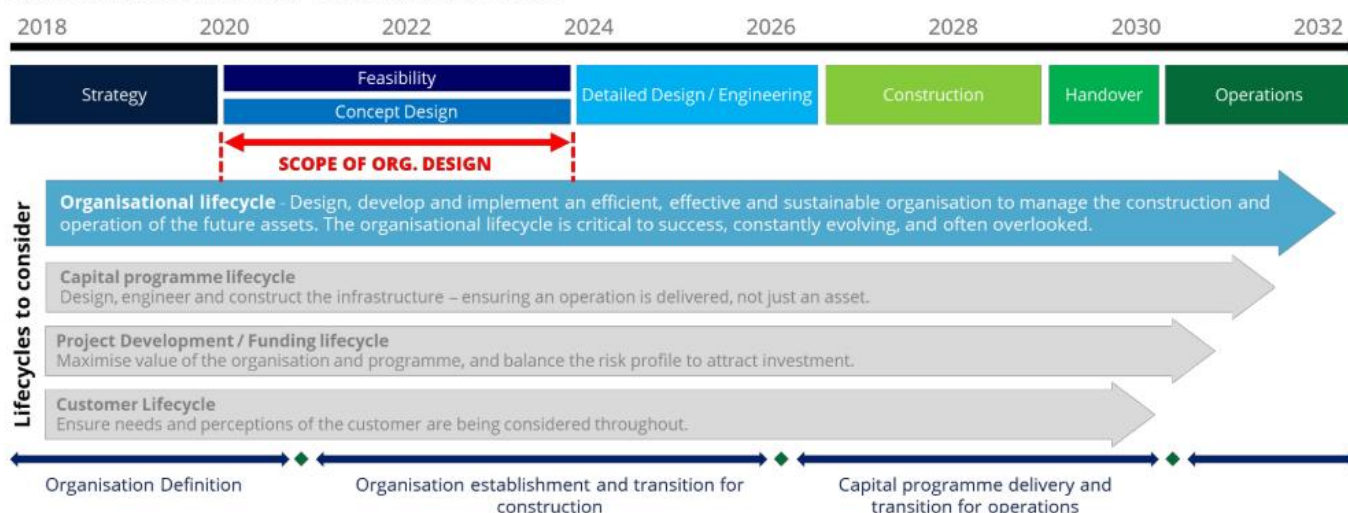 2018 2020 2022 2024 2026 2028 2030 2032
Strategy
Feasibility
Concept Design
Detailed Design / Engineering
Construction
Handover
Operations
SCOPE OF ORG. DESIGN
Lifecycles to consider
Organisational lifecycle - Design, develop and implement an efficient, effective and sustainable organisation to manage the construction and
operation of the future assets. The organisational lifecycle is critical to success, constantly evolving, and often overlooked.
Capital programme lifecycle
Design, engineer and construct the infrastructure – ensuring an operation is delivered, not just an asset.
Project Development / Funding lifecycle
Maximise value of the organisation and programme, and balance the risk profile to attract investment.
Customer Lifecycle
Ensure needs and perceptions of the customer are being considered throughout.
Organisation Definition
Organisation establishment and transition for
construction
Capital programme delivery and
transition for operations